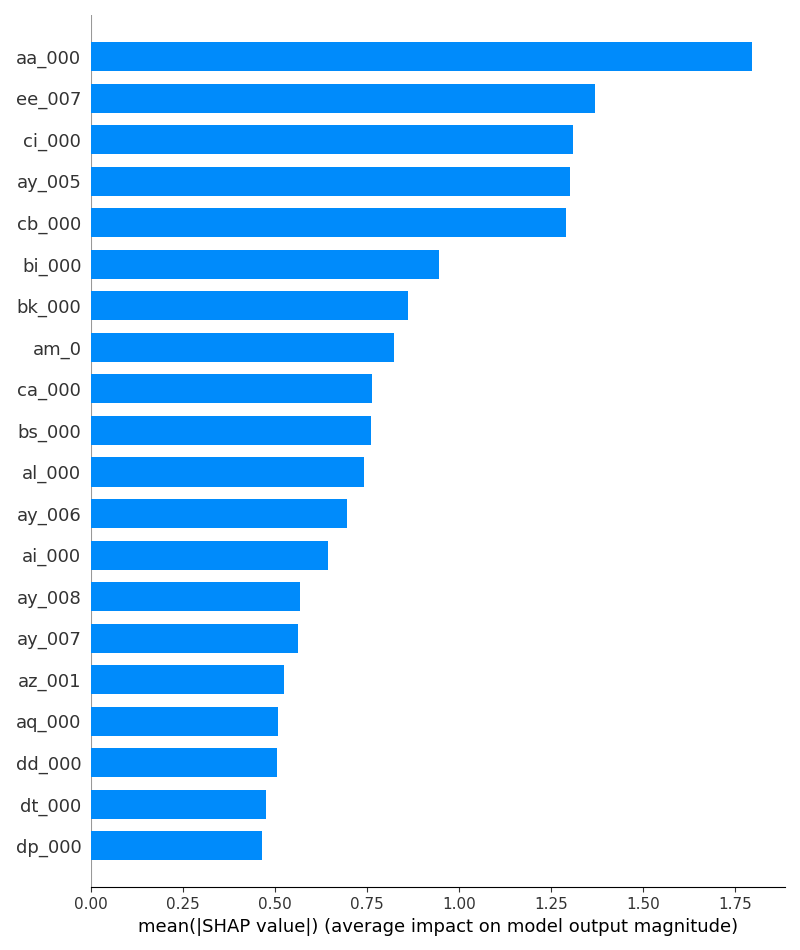 aa_000
ee_007
ci_000
ay_005
cb_000
bi_000
bk_000
am_0
ca_000
bs_000
al_000
ay_006
ai_000
ay_008
ay_007
az_001
aq_000
dd_000
dt_000
dp_000
0.00 0.25 0.50 0.75 1.00 1.25 1.50 1.75
mean(|SHAP value|) (average impact on model output magnitude)